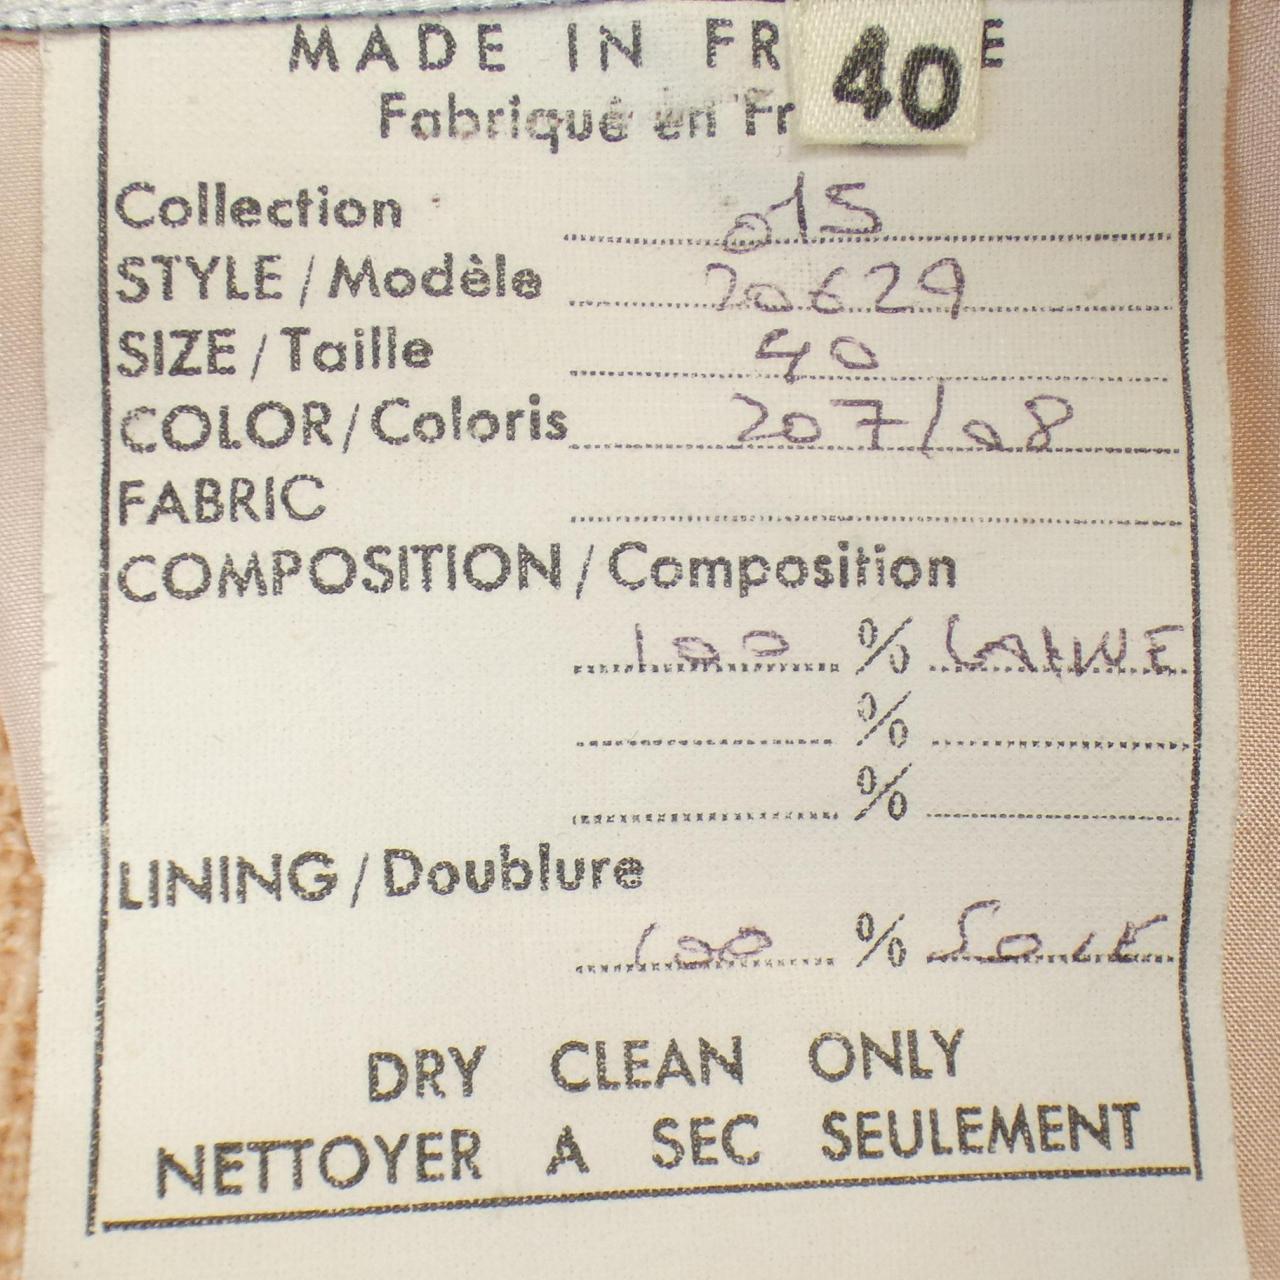 MADE IN FR E
40
Fabriqué en Fr
Collection 015
STYLE / Modèle 20629
SIZE / Taille 40
COLOR / Coloris 207/08
FABRIC
COMPOSITION / Composition
100 % LAINE
%
%
LINING / Doublure
100 % SOIE
DRY CLEAN ONLY
NETTOYER A SEC SEULEMENT